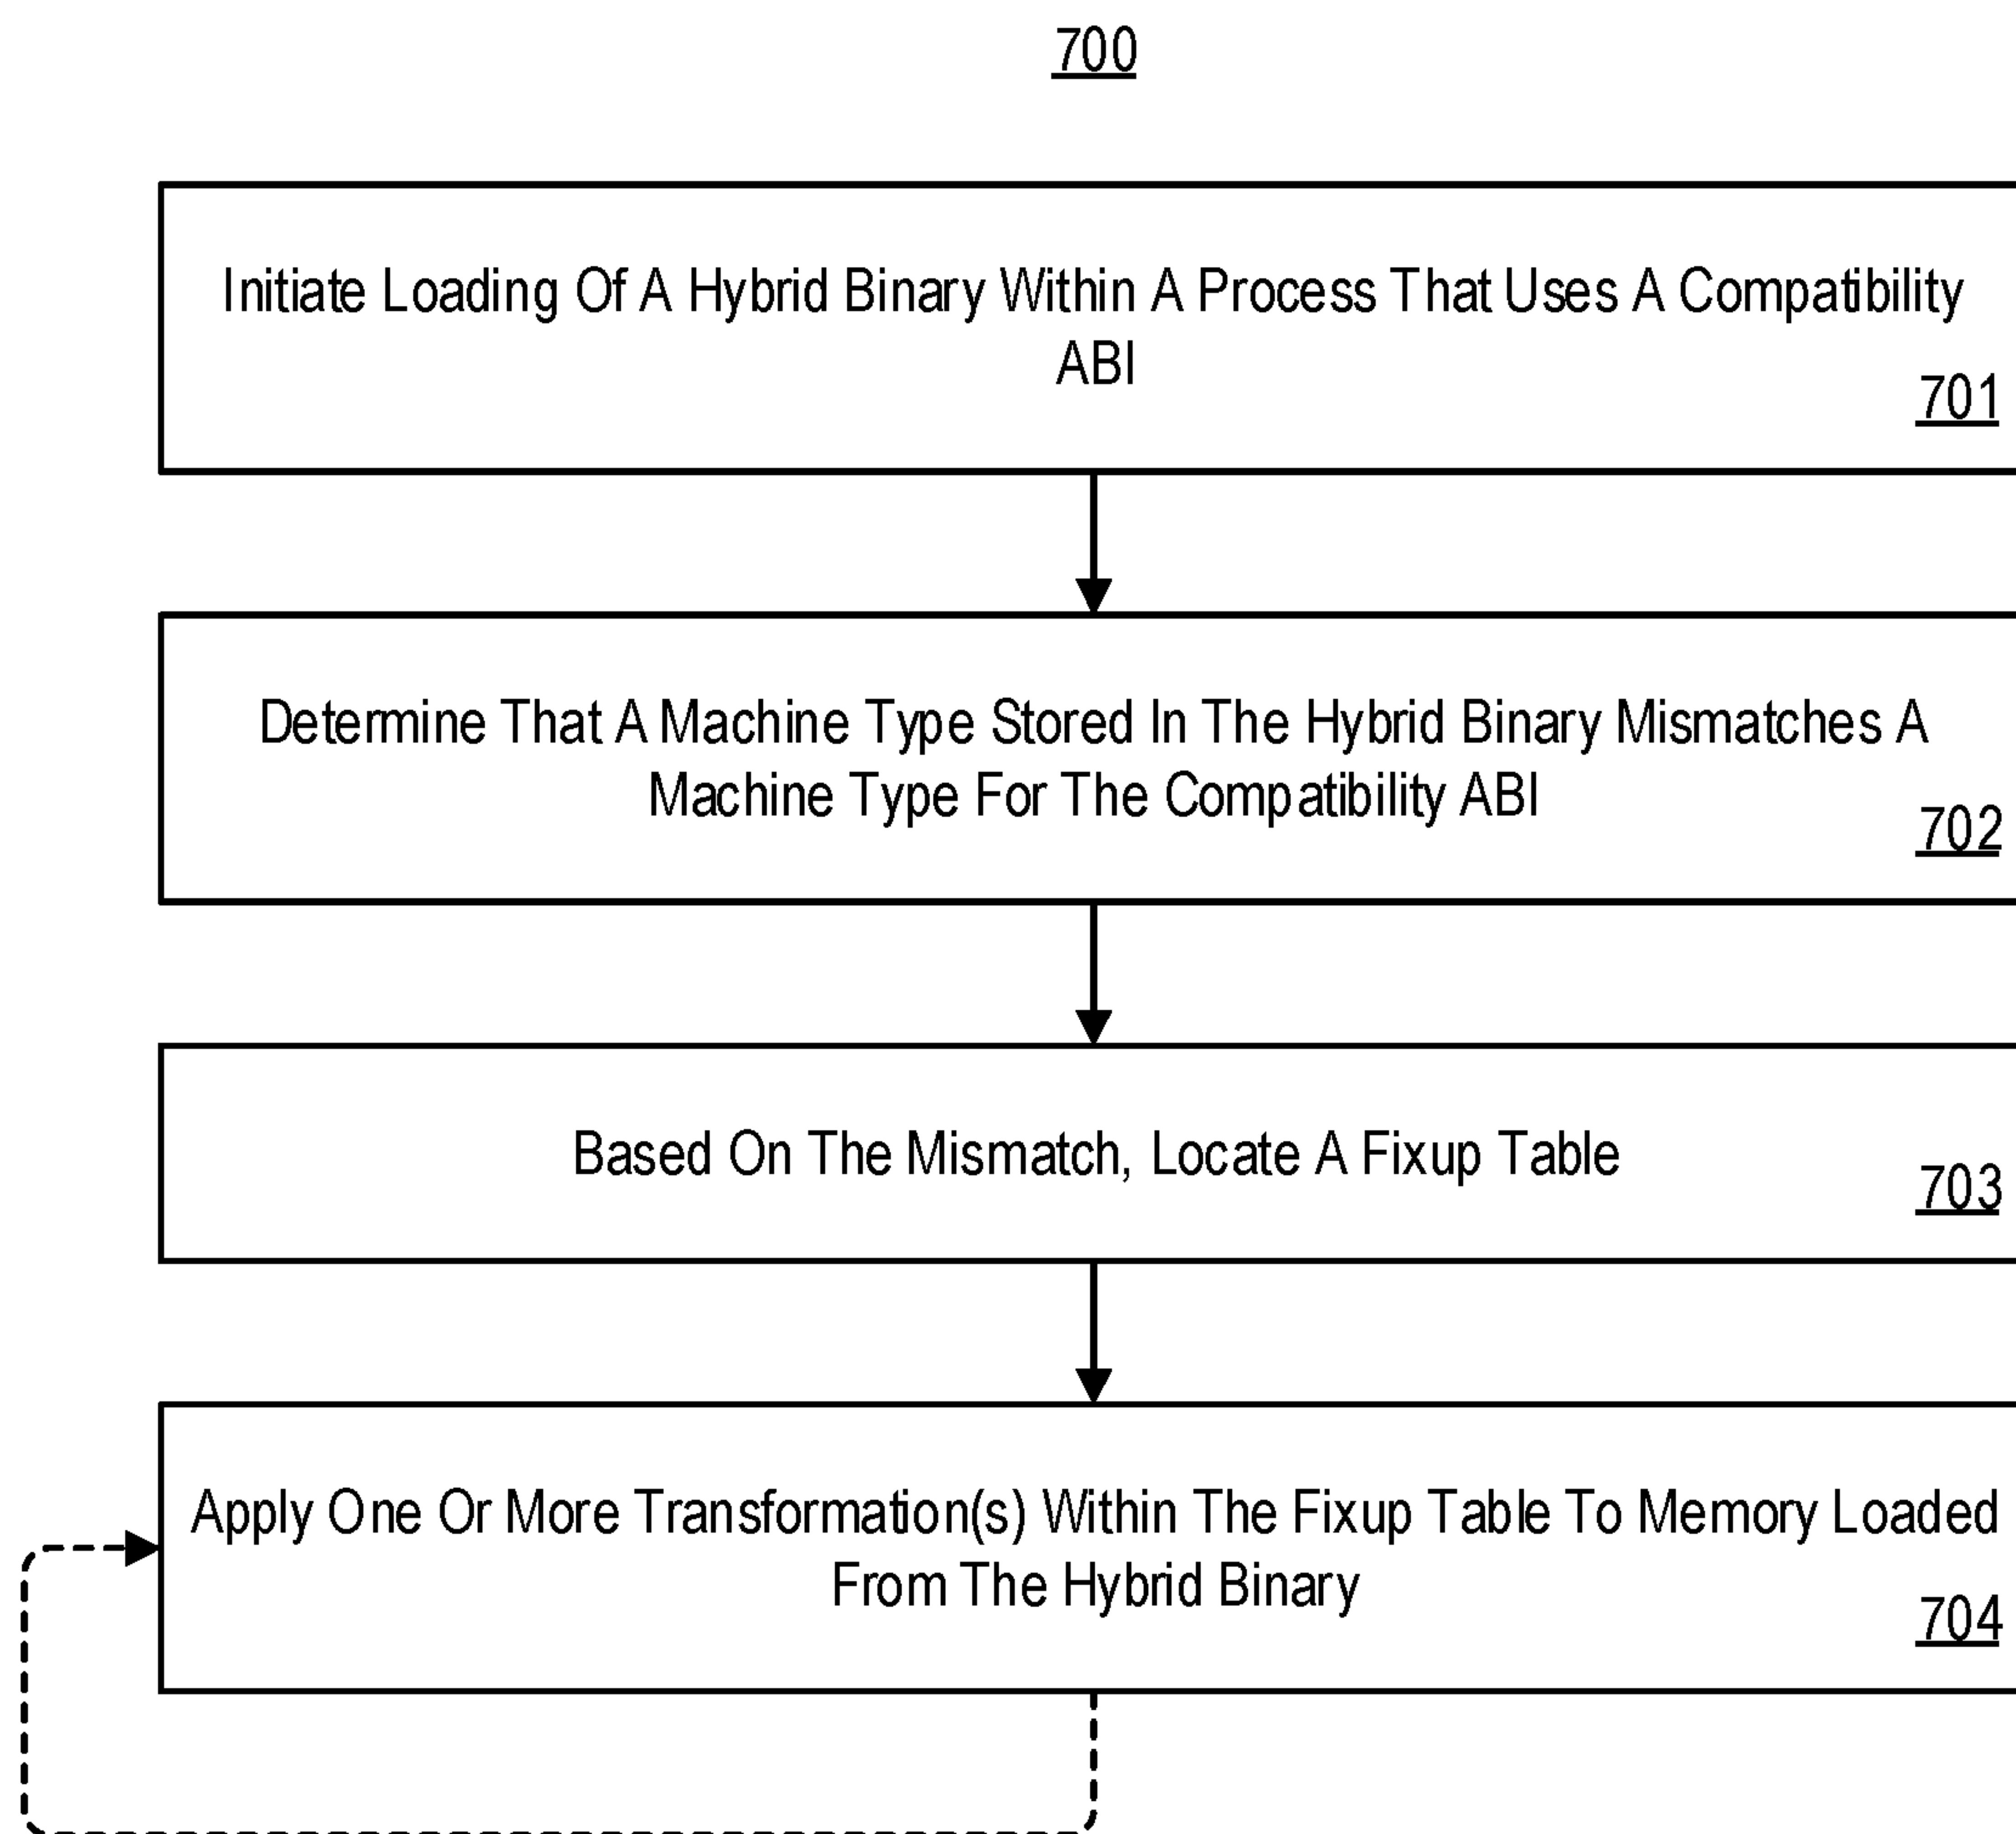 700
Initiate Loading Of A Hybrid Binary Within A Process That Uses A Compatibility
ABI
701
Determine That A Machine Type Stored In The Hybrid Binary Mismatches A
Machine Type For The Compatibility ABI
702
Based On The Mismatch, Locate A Fixup Table
703
Apply One Or More Transformation(s) Within The Fixup Table To Memory Loaded
From The Hybrid Binary
704